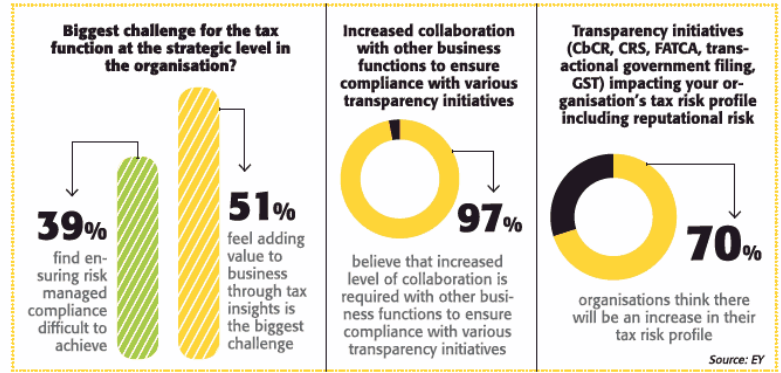 Biggest challenge for the tax
function at the strategic level in
the organisation?
39%
find en-
suring risk
managed
compliance
difficult to
achieve
51%
feel adding
value to
business
through tax
insights is
the biggest
challenge
Increased collaboration
with other business
functions to ensure
compliance with various
transparency initiatives
97%
believe that increased
level of collaboration is
required with other busi-
ness functions to ensure
compliance with various
transparency initiatives
Transparency initiatives
(CbCR, CRS, FATCA, trans-
actional government filing,
GST) impacting your or-
ganisation's tax risk profile
including reputational risk
70%
organisations think there
will be an increase in their
tax risk profile
Source: EY